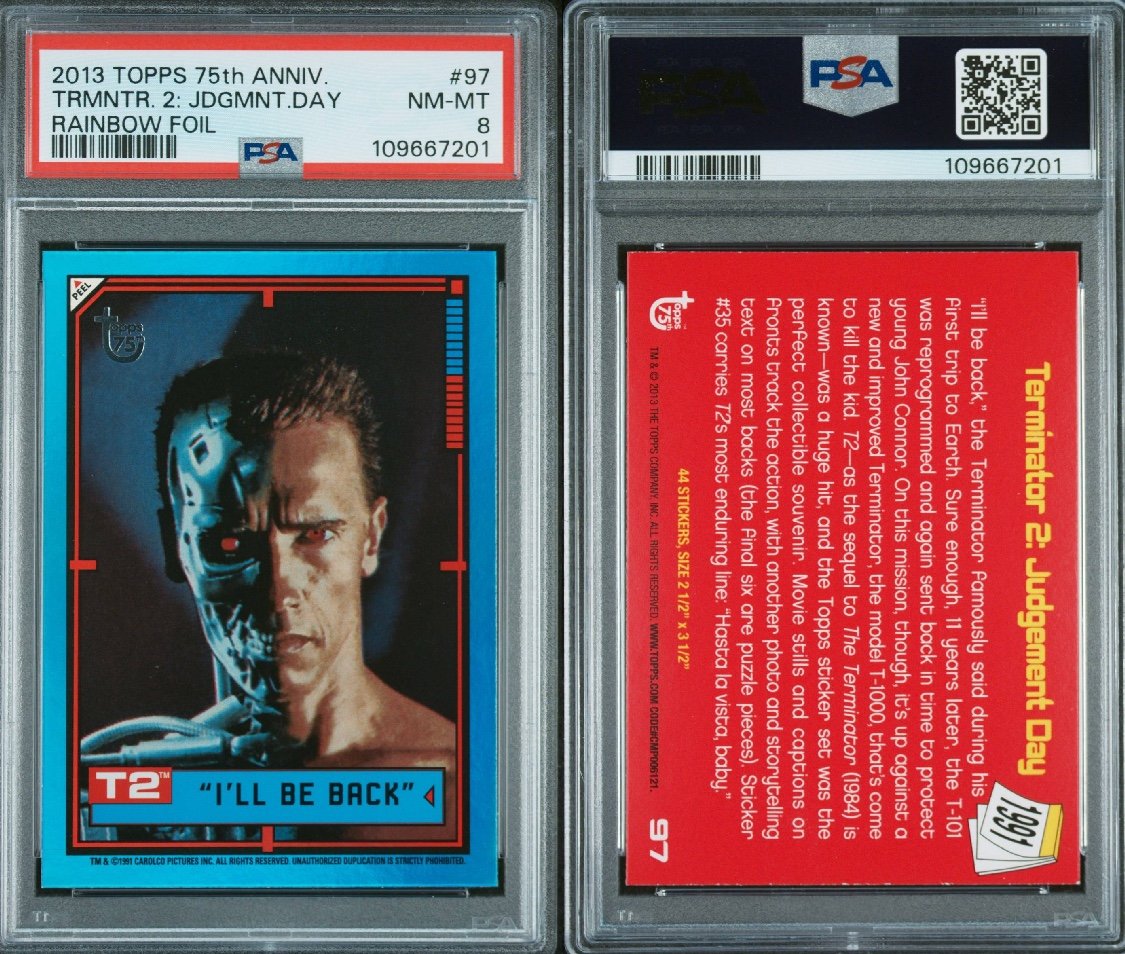 2013 TOPPS 75th ANNIV. #97
TRMNTR. 2: JDGMNT.DAY NM-MT
RAINBOW FOIL 8
PSA 109667201
PEEL
Topps
75
T2™ "I'LL BE BACK"
TM & ©1991 CAROLCO PICTURES INC. ALL RIGHTS RESERVED. UNAUTHORIZED DUPLICATION IS STRICTLY PROHIBITED.
PSA
PSA
PSA
109667201
Terminator 2: Judgement Day
1991
"I'll be back," the Terminator famously said during his
first trip to Earth. Sure enough, 11 years later, the T-101
was reprogrammed and again sent back in time to protect
young John Connor. On this mission, though, it's up against a
new and improved Terminator, the model T-1000, that's come
to kill the kid. T2—as the sequel to The Terminator (1984) is
known—was a huge hit, and the Topps sticker set was the
perfect collectible souvenir. Movie stills and captions on
fronts track the action, with another photo and storytelling
text on most backs (the final six are puzzle pieces). Sticker
#35 carries T2's most enduring line: "Hasta la vista, baby."
44 STICKERS, SIZE 2 1/2" x 3 1/2"
Topps
75th
TM & © 2013 THE TOPPS COMPANY, INC. ALL RIGHTS RESERVED. WWW.TOPPS.COM CODE#CMP006121.
97
PSA